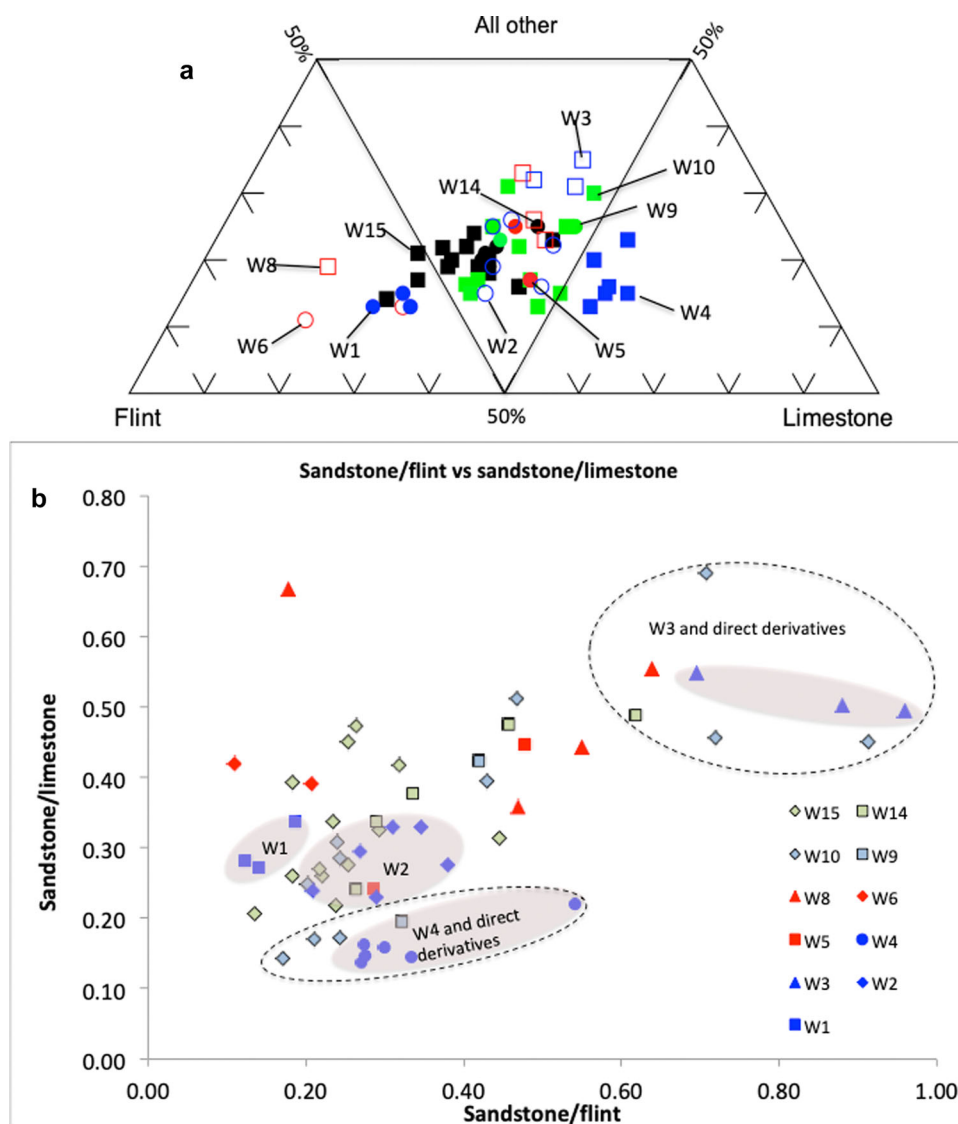 All other
50%
50%
a
W3
W10
W14
W9
W15
W8
W4
W6
W1
W2
W5
Flint
50%
Limestone
Sandstone/flint vs sandstone/limestone
b
0.80
0.70
0.60
0.50
0.40
0.30
0.20
0.10
0.00
Sandstone/limestone
W3 and direct derivatives
W1
W2
W4 and direct
derivatives
W15 W14
W10 W9
W8 W6
W5 W4
W3 W2
W1
0.00 0.20 0.40 0.60 0.80 1.00
Sandstone/flint